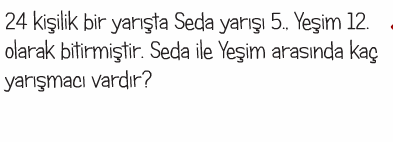 24 kişilik bir yarışta Seda yarışı 5., Yeşim 12.
olarak bitirmiştir. Seda ile Yeşim arasında kaç
yarışmacı vardır?